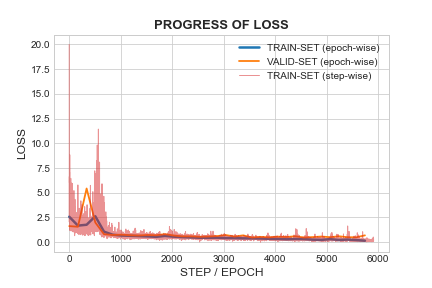 PROGRESS OF LOSS
TRAIN-SET (epoch-wise)
VALID-SET (epoch-wise)
TRAIN-SET (step-wise)
20.0
17.5
15.0
12.5
10.0
7.5
5.0
2.5
0.0
LOSS
0 1000 2000 3000 4000 5000 6000
STEP / EPOCH